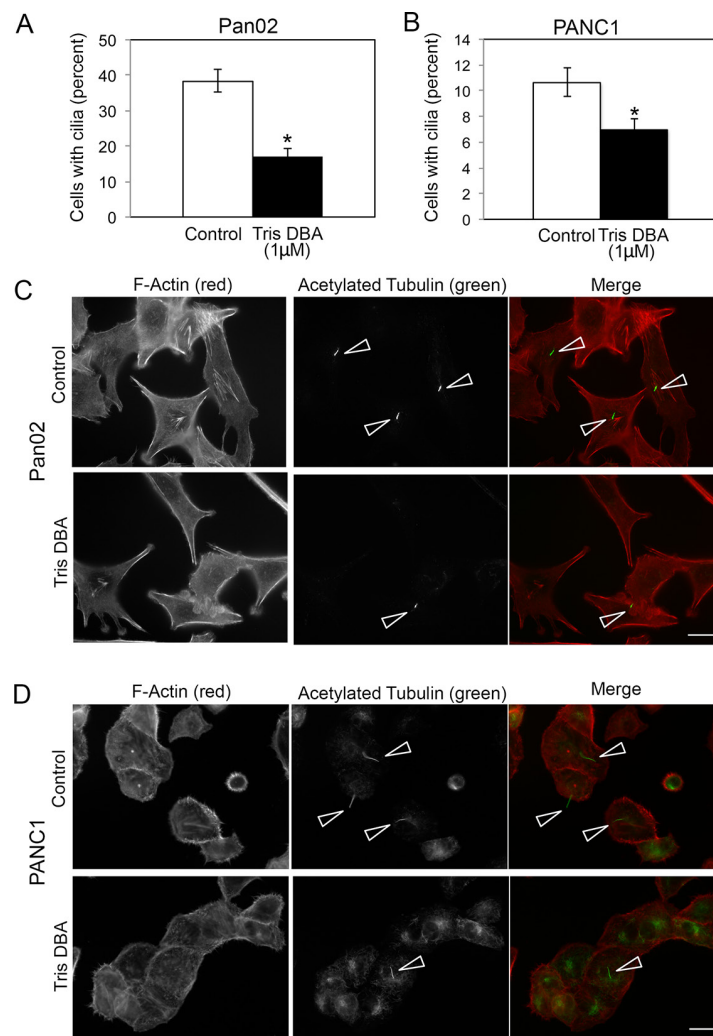 A
Pan02
Cells with cilia (percent)
50
40
30
20
10
0
*
Control
Tris DBA
(1µM)
B
PANC1
Cells with cilia (percent)
14
12
10
8
6
4
2
0
*
Control
Tris DBA
(1µM)
C
F-Actin (red)
Acetylated Tubulin (green)
Merge
Pan02
Control
Tris DBA
D
F-Actin (red)
Acetylated Tubulin (green)
Merge
PANC1
Control
Tris DBA